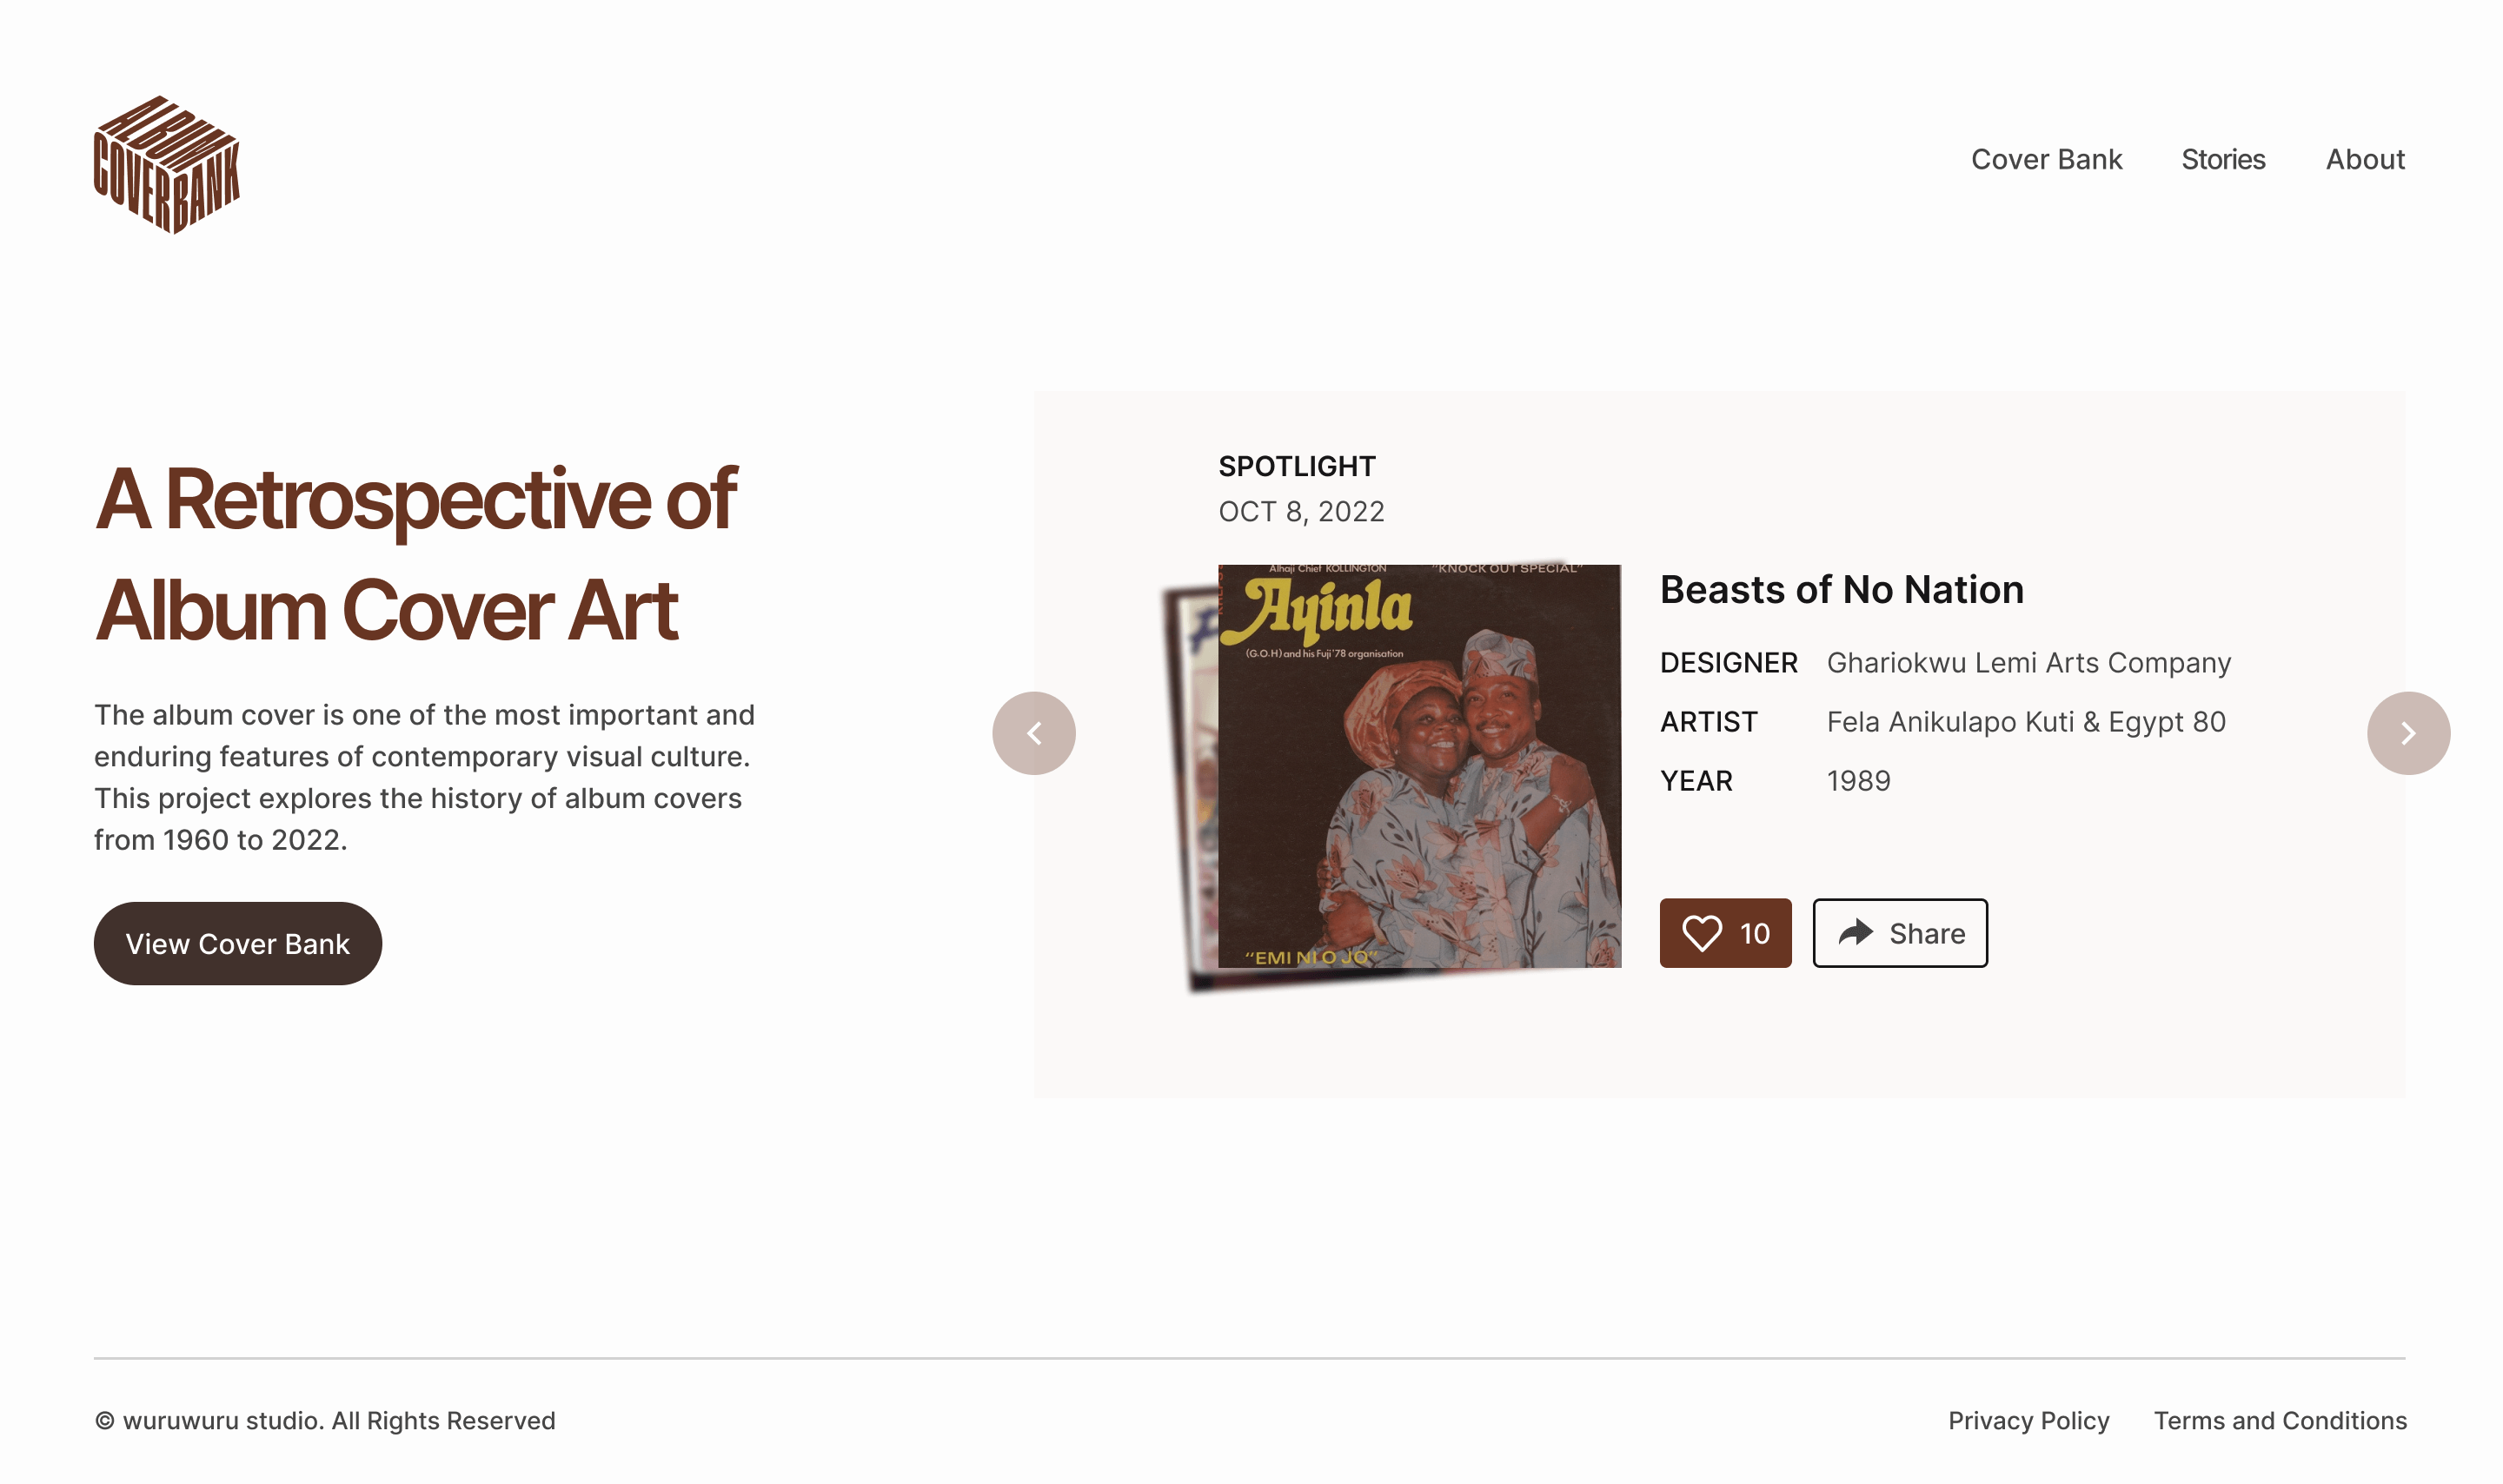 ALBUM
COVER BANK
Cover Bank
Stories
About
A Retrospective of
Album Cover Art
The album cover is one of the most important and
enduring features of contemporary visual culture.
This project explores the history of album covers
from 1960 to 2022.
View Cover Bank
SPOTLIGHT
OCT 8, 2022
Alhaji Chief KOLLINGTON
"KNOCK OUT SPECIAL"
Ayinla
(G.O.H) and his Fuji '78 organisation
"EMI NI O JO"
Beasts of No Nation
DESIGNER Ghariokwu Lemi Arts Company
ARTIST Fela Anikulapo Kuti & Egypt 80
YEAR 1989
10
Share
© wuruwuru studio. All Rights Reserved
Privacy Policy
Terms and Conditions